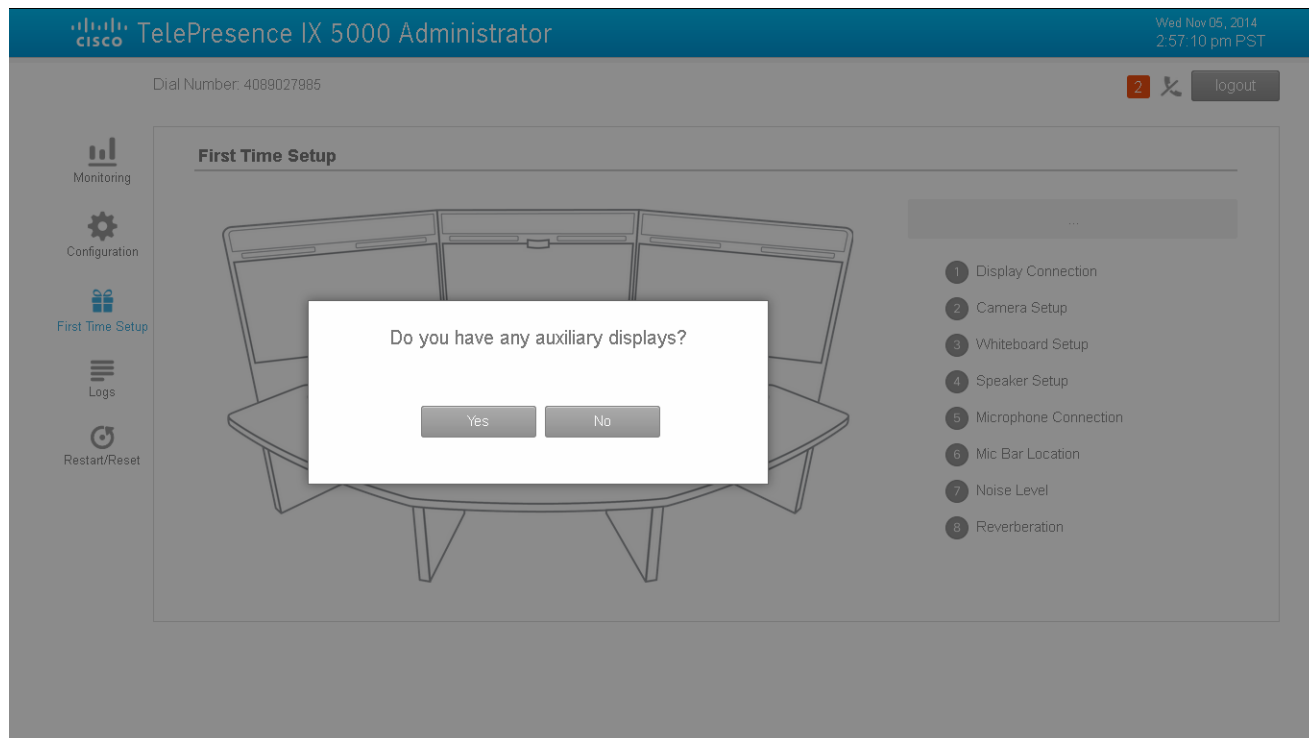 CISCO TelePresence IX 5000 Administrator
Wed Nov 05, 2014
2:57:10 pm PST
Dial Number: 4089027985
2
logout
Monitoring
Configuration
First Time Setup
Logs
Restart/Reset
First Time Setup
Do you have any auxiliary displays?
Yes
No
...
1 Display Connection
2 Camera Setup
3 Whiteboard Setup
4 Speaker Setup
5 Microphone Connection
6 Mic Bar Location
7 Noise Level
8 Reverberation